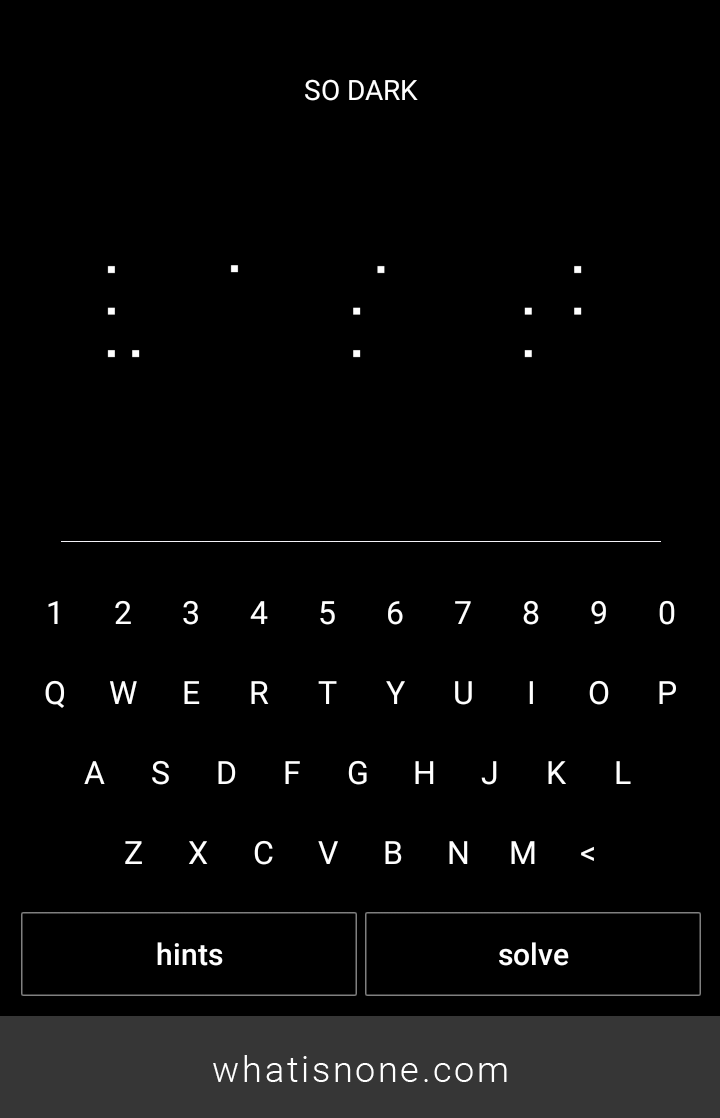 SO DARK
1 2 3 4 5 6 7 8 9 0
Q W E R T Y U I O P
A S D F G H J K L
Z X C V B N M <
hints solve
whatisnone.com